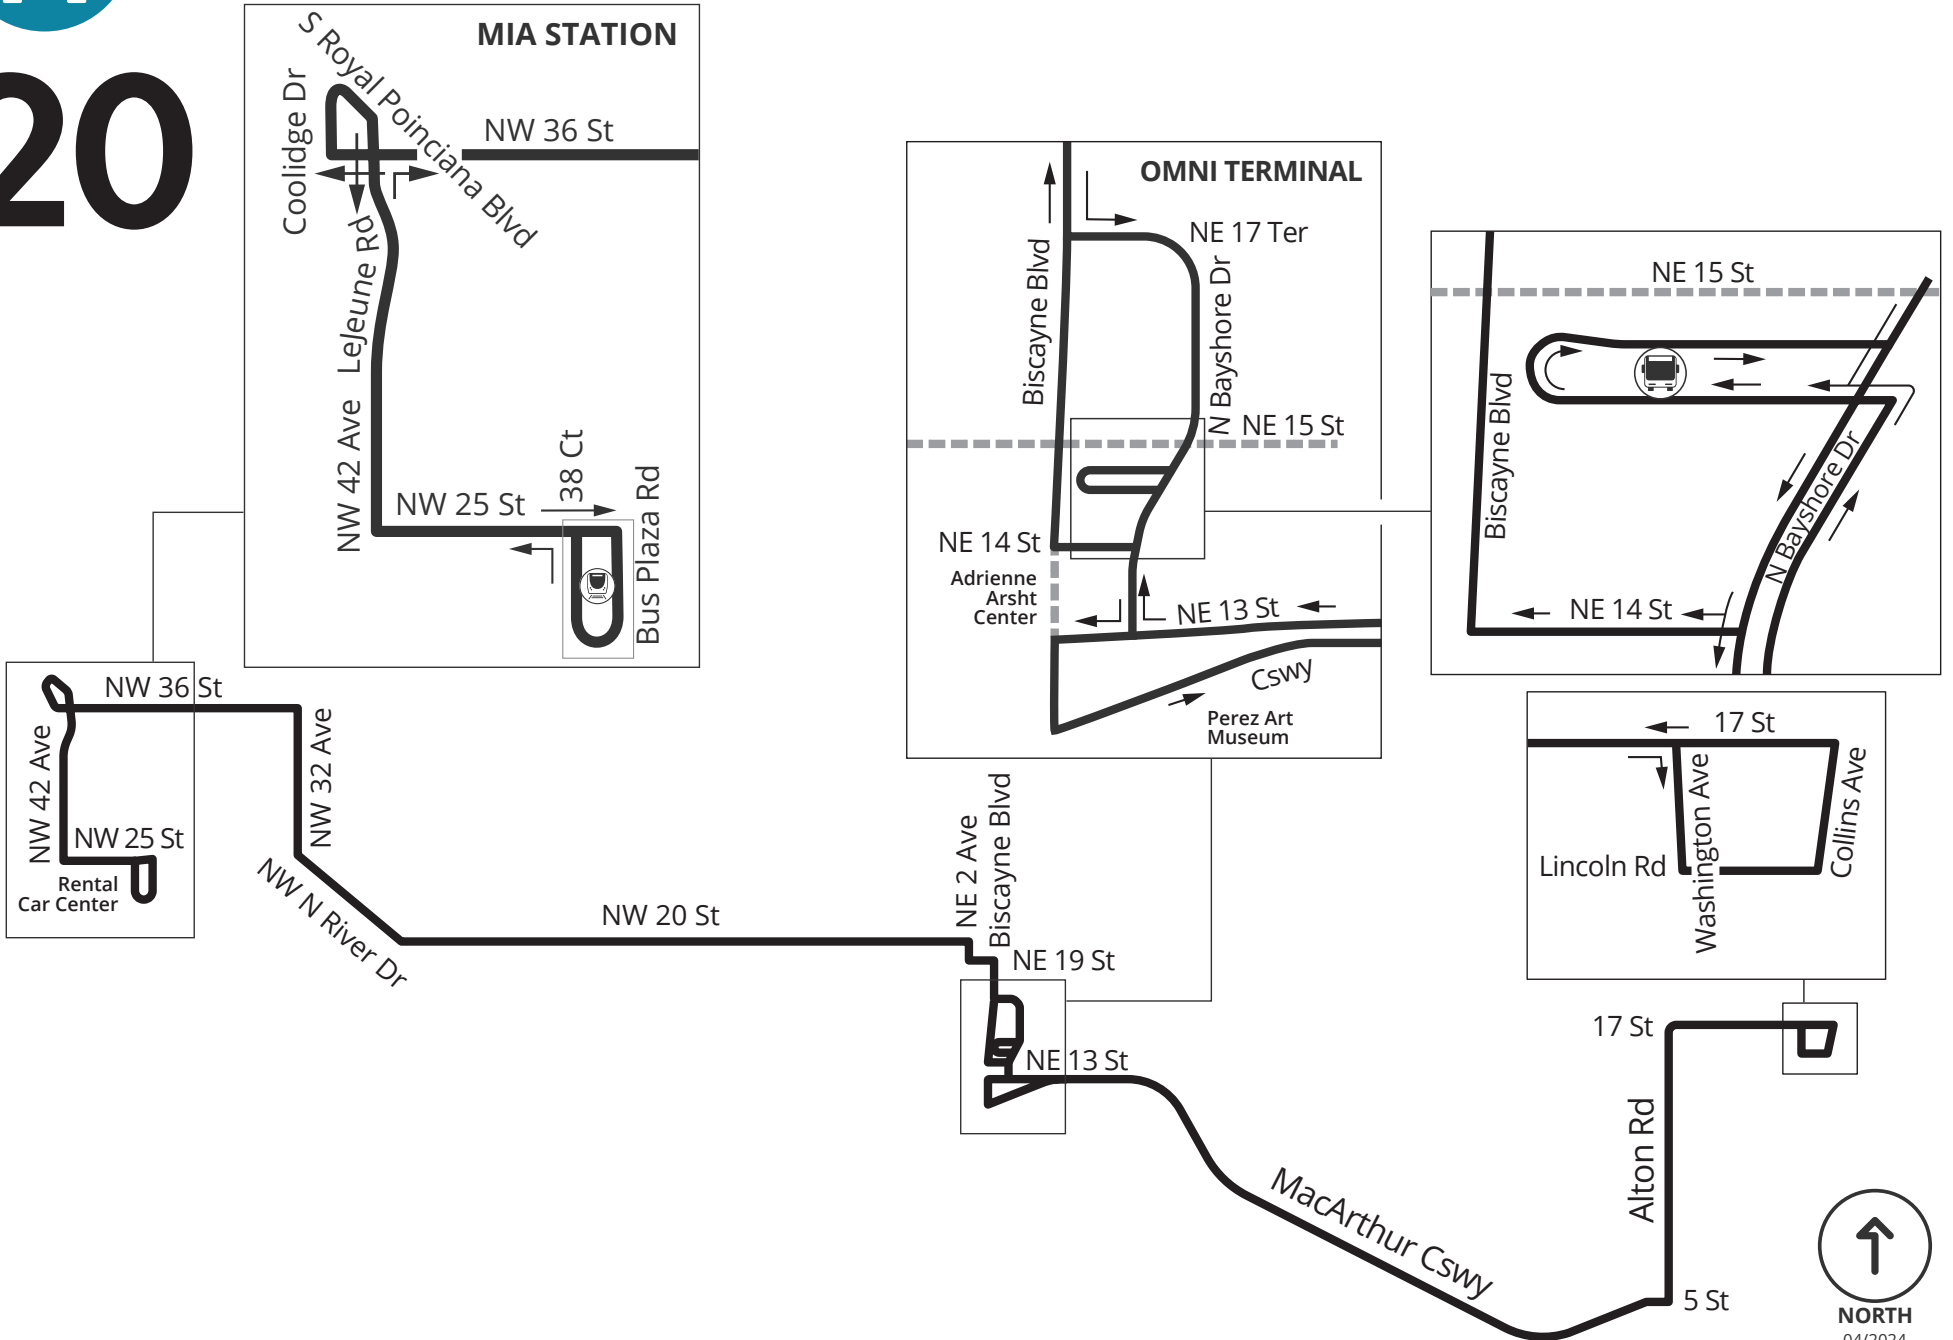 20
MIA STATION
S Royal Poinciana Blvd
Coolidge Dr
NW 36 St
LeJeune Rd
NW 42 Ave
NW 25 St
38 Ct
Bus Plaza Rd
OMNI TERMINAL
NE 17 Ter
Biscayne Blvd
N Bayshore Dr
NE 15 St
NE 14 St
Adrienne
Arsht
Center
NE 13 St
Cswy
Perez Art
Museum
NE 15 St
Biscayne Blvd
N Bayshore Dr
NE 14 St
17 St
Washington Ave
Collins Ave
Lincoln Rd
NW 36 St
NW 42 Ave
NW 25 St
Rental
Car Center
NW 32 Ave
NW N River Dr
NW 20 St
NE 2 Ave
Biscayne Blvd
NE 19 St
NE 13 St
MacArthur Cswy
17 St
Alton Rd
5 St
NORTH
04/2024